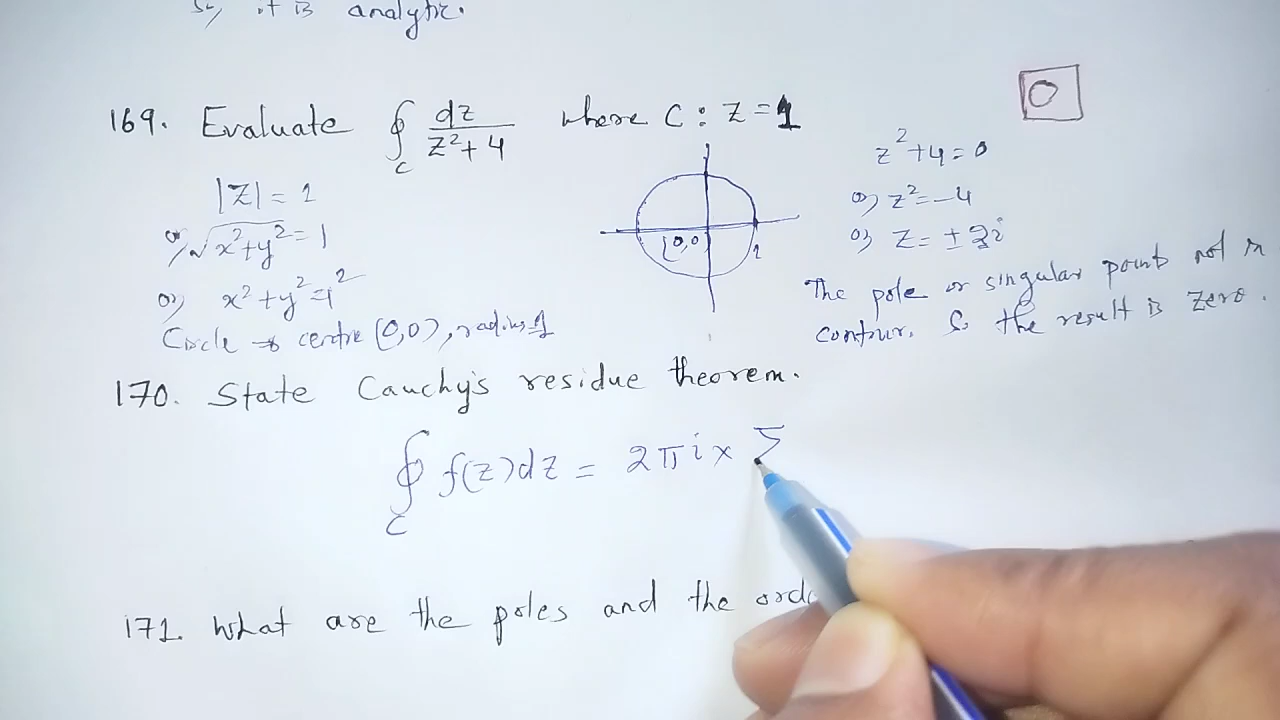 So, it is analytic.
169. Evaluate ∮_C dz/(z²+4) where C : z = 1
0
|z| = 1
or, √(x²+y²) = 1
or, x²+y² = 1²
Circle → centre (0,0), radius 1
(0,0) 1
z²+4 = 0
or, z² = -4
or, z = ±2i
The pole or singular point not in
contour. So the result is zero.
170. State Cauchy's residue theorem.
∮_C f(z)dz = 2πi × Σ
171. What are the poles and the